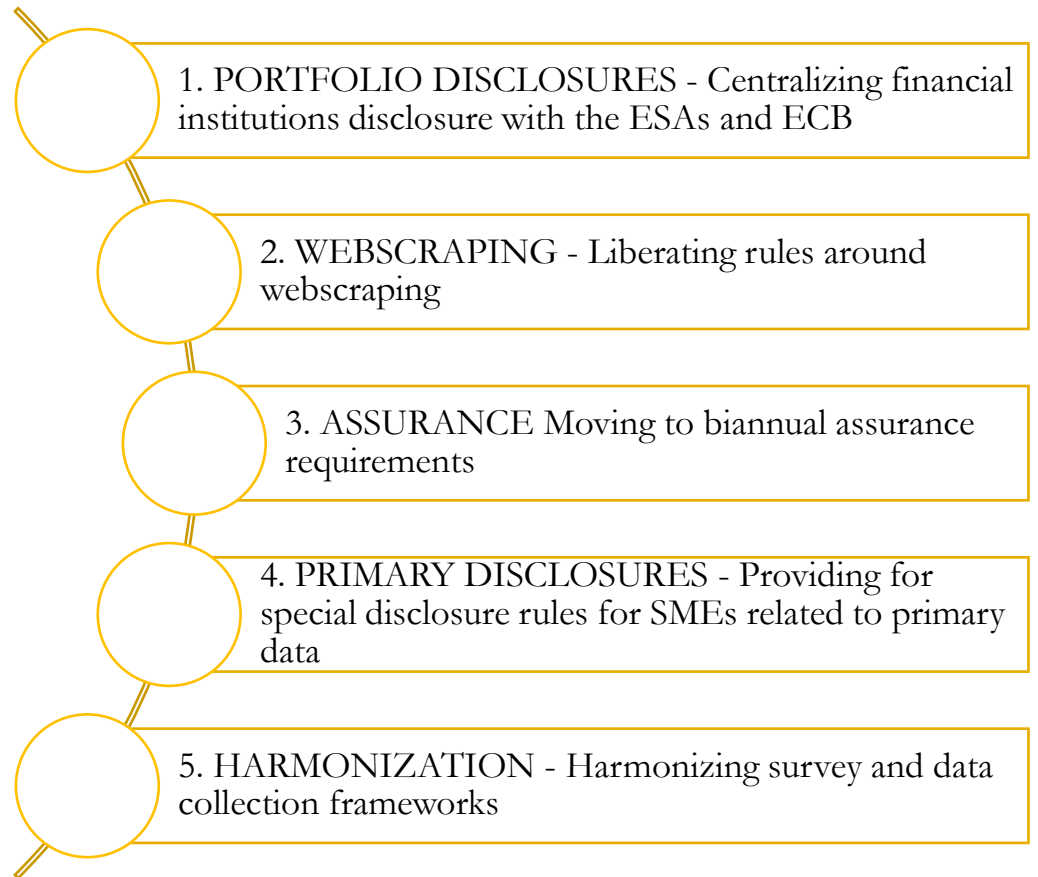 1. PORTFOLIO DISCLOSURES - Centralizing financial
institutions disclosure with the ESAs and ECB
2. WEBSCRAPING - Liberating rules around
webscraping
3. ASSURANCE Moving to biannual assurance
requirements
4. PRIMARY DISCLOSURES - Providing for
special disclosure rules for SMEs related to primary
data
5. HARMONIZATION - Harmonizing survey and data
collection frameworks